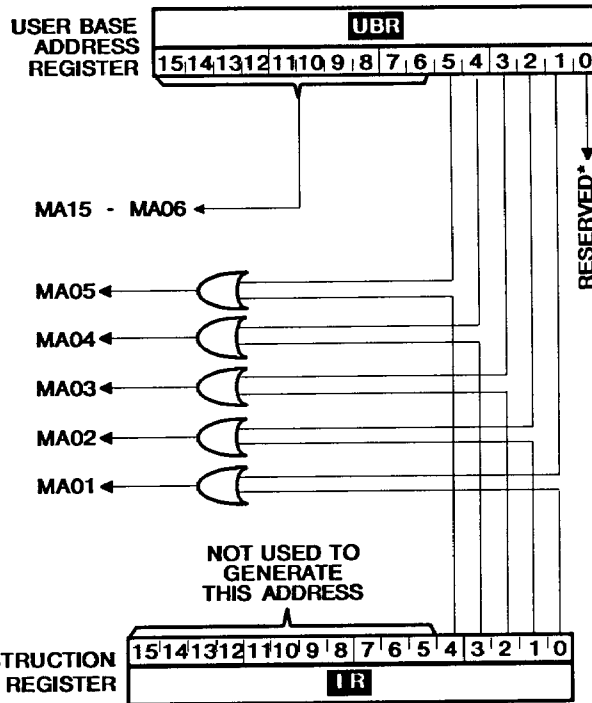 USER BASE
ADDRESS
REGISTER
UBR
15 14 13 12 11 10 9 8 7 6 5 4 3 2 1 0
RESERVED*
MA15 - MA06
MA05
MA04
MA03
MA02
MA01
NOT USED TO
GENERATE
THIS ADDRESS
STRUCTION
REGISTER
15 14 13 12 11 10 9 8 7 6 5 4 3 2 1 0
IR